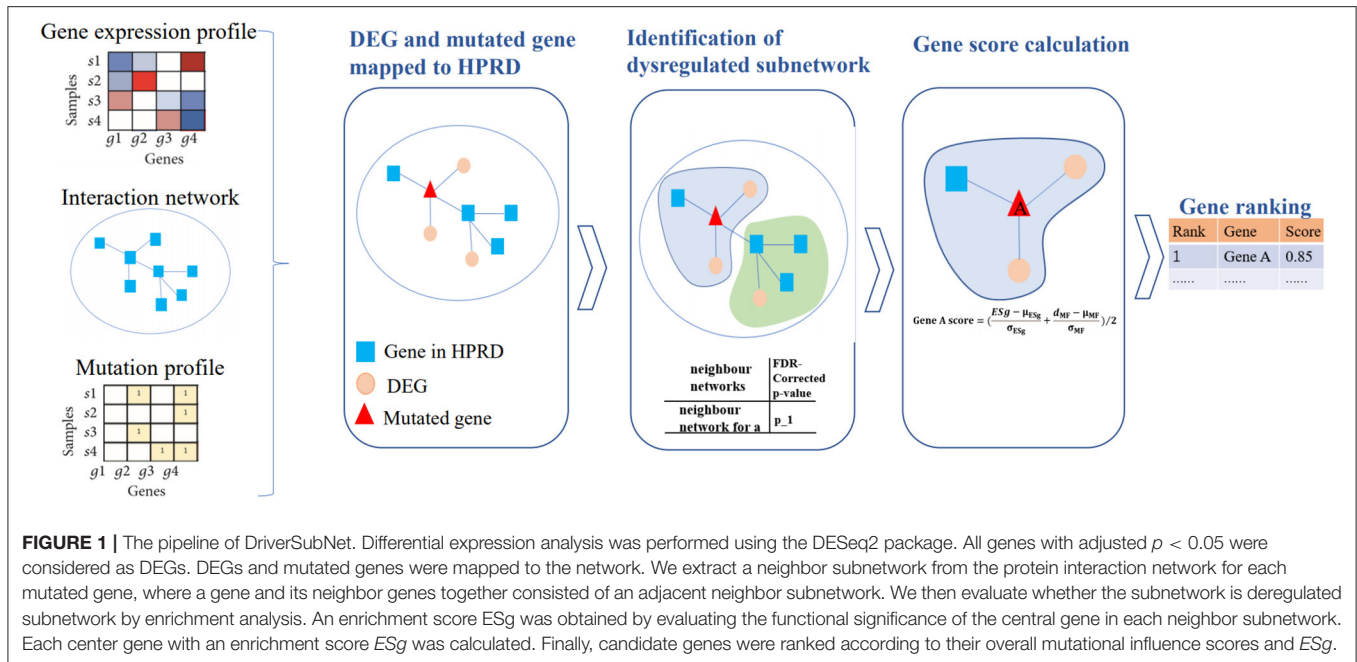 Gene expression profile
Samples
s1
s2
s3
s4
g1 g2 g3 g4
Genes
Interaction network
Mutation profile
Samples
s1 1 1
s2 1
s3 1
s4 1 1
g1 g2 g3 g4
Genes
DEG and mutated gene
mapped to HPRD
Gene in HPRD
DEG
Mutated gene
Identification of
dysregulated subnetwork
neighbour
networks
FDR-
Corrected
p-value
neighbour
network for a
p_1
Gene score calculation
A
Gene A score = (ESg − μESg / σESg + dMF − μMF / σMF)/2
Gene ranking
Rank Gene Score
1 Gene A 0.85
...... ...... ......
FIGURE 1 | The pipeline of DriverSubNet. Differential expression analysis was performed using the DESeq2 package. All genes with adjusted p < 0.05 were
considered as DEGs. DEGs and mutated genes were mapped to the network. We extract a neighbor subnetwork from the protein interaction network for each
mutated gene, where a gene and its neighbor genes together consisted of an adjacent neighbor subnetwork. We then evaluate whether the subnetwork is deregulated
subnetwork by enrichment analysis. An enrichment score ESg was obtained by evaluating the functional significance of the central gene in each neighbor subnetwork.
Each center gene with an enrichment score ESg was calculated. Finally, candidate genes were ranked according to their overall mutational influence scores and ESg.